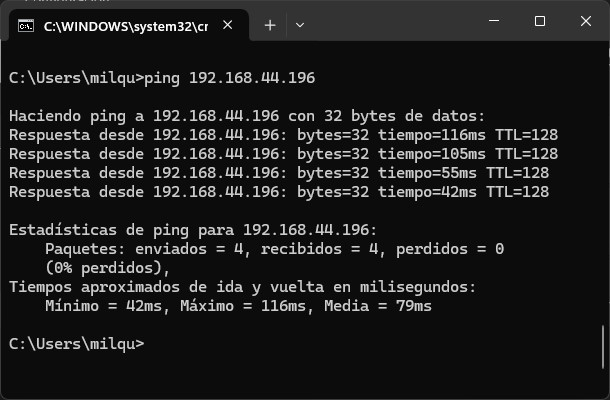 C:\WINDOWS\system32\cr
C:\Users\milqu>ping 192.168.44.196
Haciendo ping a 192.168.44.196 con 32 bytes de datos:
Respuesta desde 192.168.44.196: bytes=32 tiempo=116ms TTL=128
Respuesta desde 192.168.44.196: bytes=32 tiempo=105ms TTL=128
Respuesta desde 192.168.44.196: bytes=32 tiempo=55ms TTL=128
Respuesta desde 192.168.44.196: bytes=32 tiempo=42ms TTL=128
Estadísticas de ping para 192.168.44.196:
Paquetes: enviados = 4, recibidos = 4, perdidos = 0
(0% perdidos),
Tiempos aproximados de ida y vuelta en milisegundos:
Mínimo = 42ms, Máximo = 116ms, Media = 79ms
C:\Users\milqu>